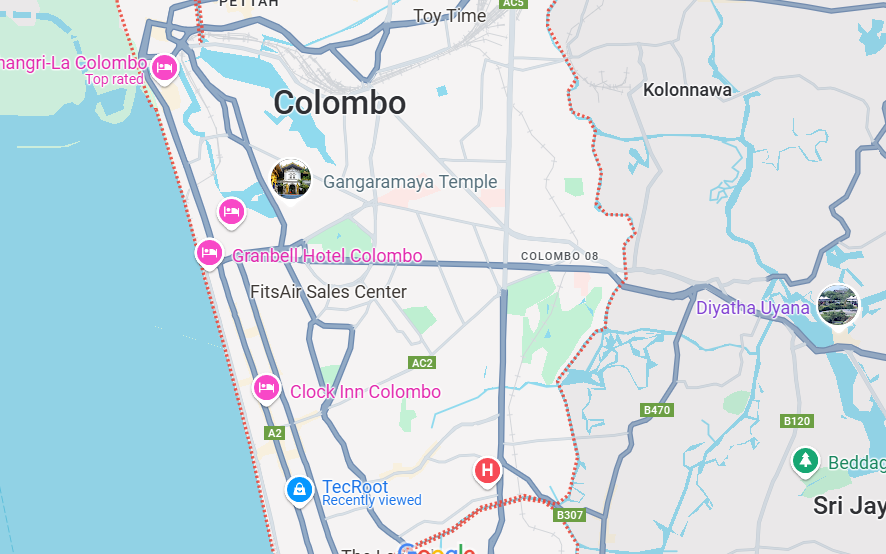 PETTAH
Toy Time
AC5
hangri-La Colombo
Top rated
Kolonnawa
Colombo
Gangaramaya Temple
Granbell Hotel Colombo
COLOMBO 08
FitsAir Sales Center
Diyatha Uyana
AC2
Clock Inn Colombo
B470
B120
A2
H
Beddag
TecRoot
Recently viewed
Sri Jay
B307
The La
Google